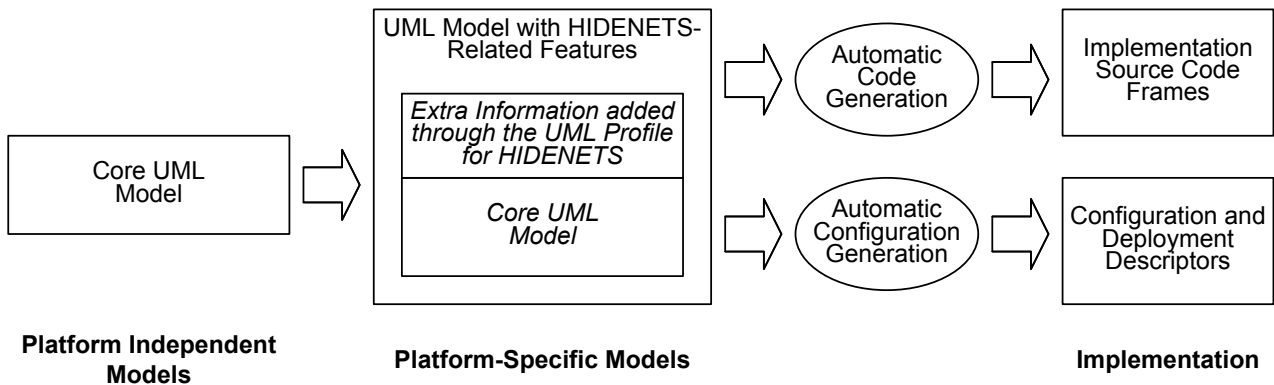 Core UML
Model
UML Model with HIDENETS-
Related Features
Extra Information added
through the UML Profile
for HIDENETS
Core UML
Model
Automatic
Code
Generation
Implementation
Source Code
Frames
Automatic
Configuration
Generation
Configuration and
Deployment
Descriptors
Platform Independent
Models
Platform-Specific Models
Implementation